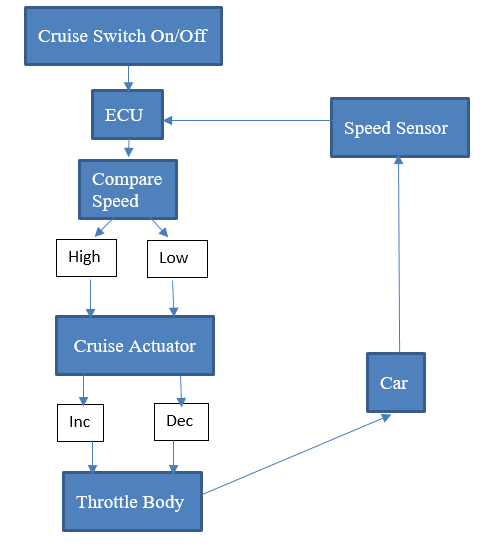 Cruise Switch On/Off
ECU
Speed Sensor
Compare
Speed
High
Low
Cruise Actuator
Car
Inc
Dec
Throttle Body